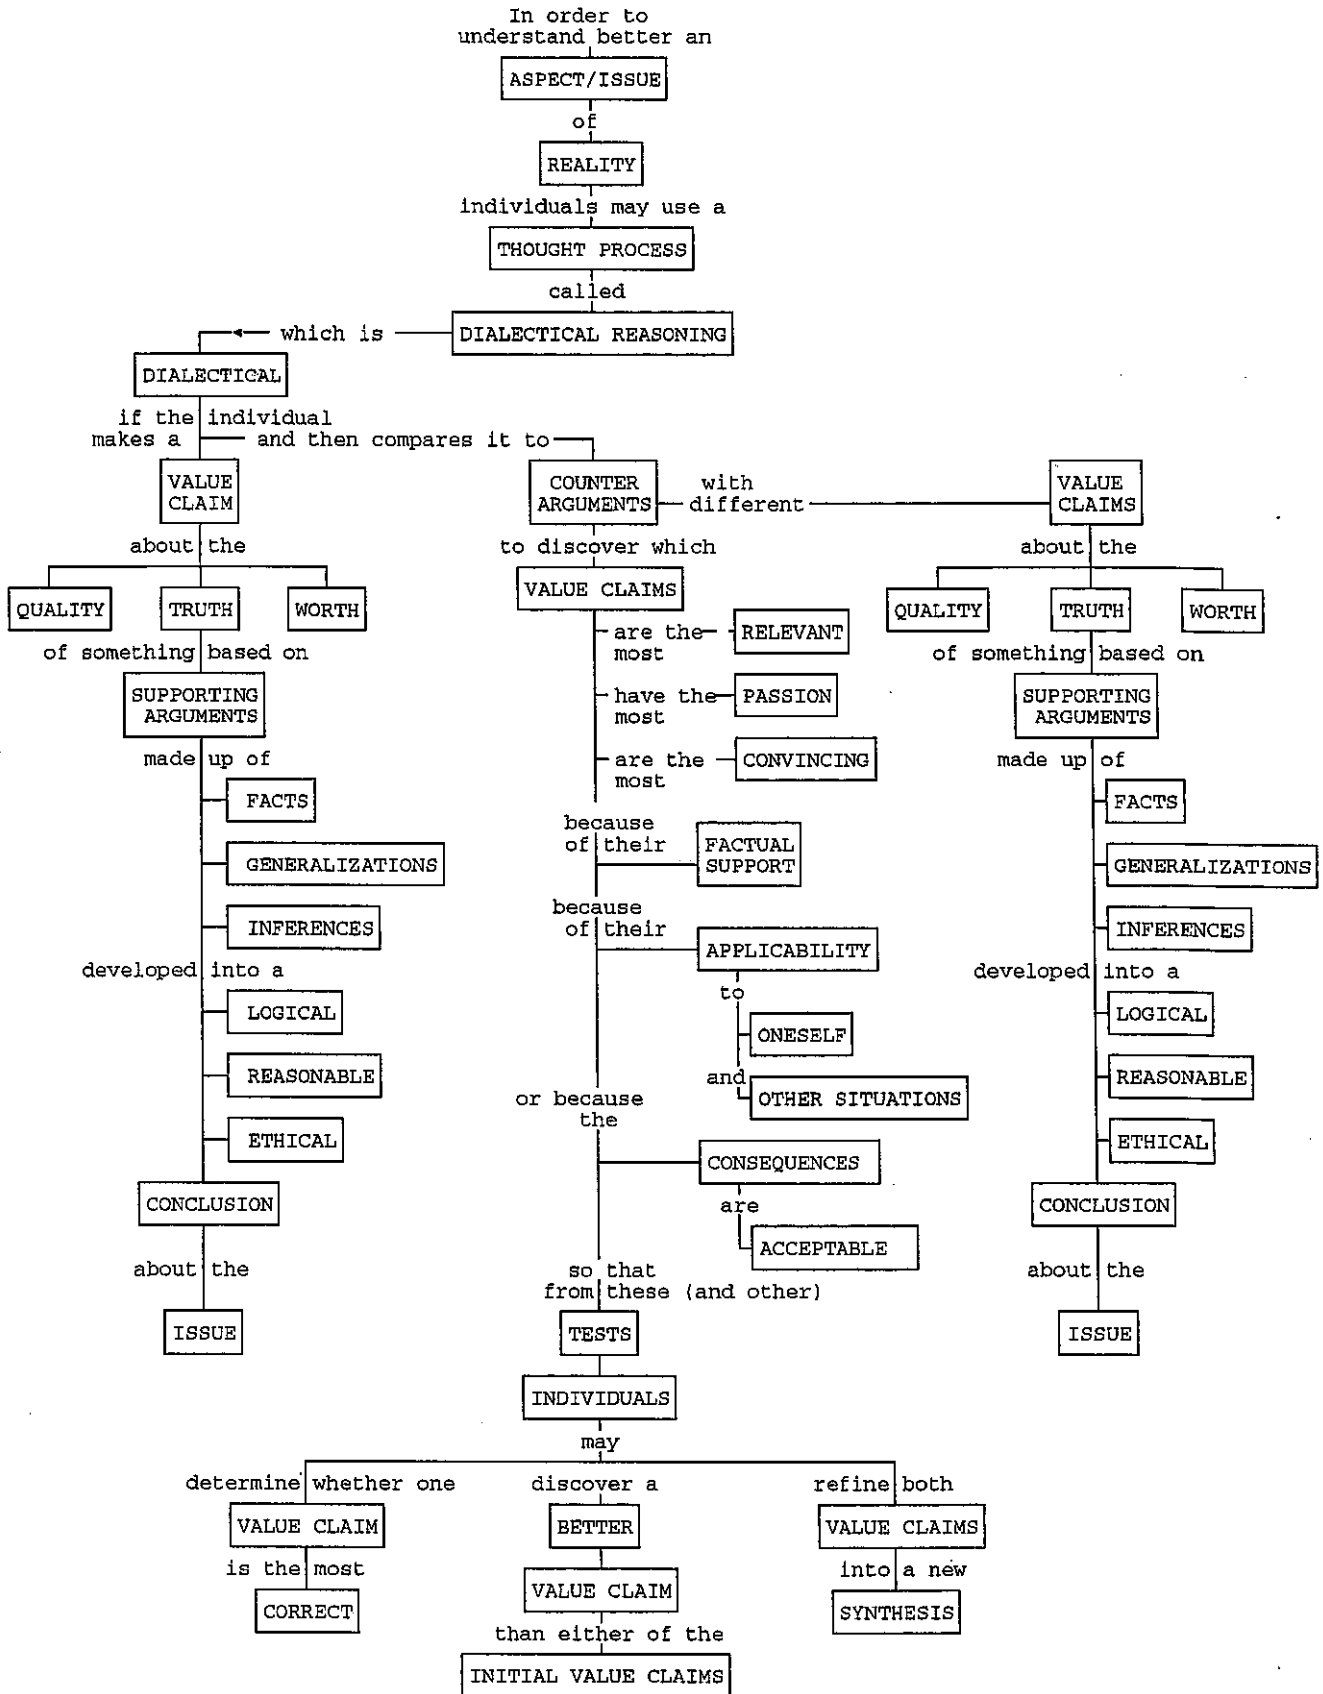 In order to
understand better an
ASPECT/ISSUE
of
REALITY
individuals may use a
THOUGHT PROCESS
called
DIALECTICAL REASONING
which is
DIALECTICAL
if the individual
makes a
and then compares it to
VALUE
CLAIM
about the
QUALITY
TRUTH
WORTH
of something based on
SUPPORTING
ARGUMENTS
made up of
FACTS
GENERALIZATIONS
INFERENCES
developed into a
LOGICAL
REASONABLE
ETHICAL
CONCLUSION
about the
ISSUE
COUNTER
ARGUMENTS
with
different
to discover which
VALUE CLAIMS
are the
most
RELEVANT
have the
most
PASSION
are the
most
CONVINCING
because
of their
FACTUAL
SUPPORT
because
of their
APPLICABILITY
to
ONESELF
and
OTHER SITUATIONS
or because
the
CONSEQUENCES
are
ACCEPTABLE
so that
from these (and other)
TESTS
INDIVIDUALS
may
VALUE
CLAIMS
about the
QUALITY
TRUTH
WORTH
of something based on
SUPPORTING
ARGUMENTS
made up of
FACTS
GENERALIZATIONS
INFERENCES
developed into a
LOGICAL
REASONABLE
ETHICAL
CONCLUSION
about the
ISSUE
determine whether one
VALUE CLAIM
is the most
CORRECT
discover a
BETTER
VALUE CLAIM
than either of the
INITIAL VALUE CLAIMS
refine both
VALUE CLAIMS
into a new
SYNTHESIS